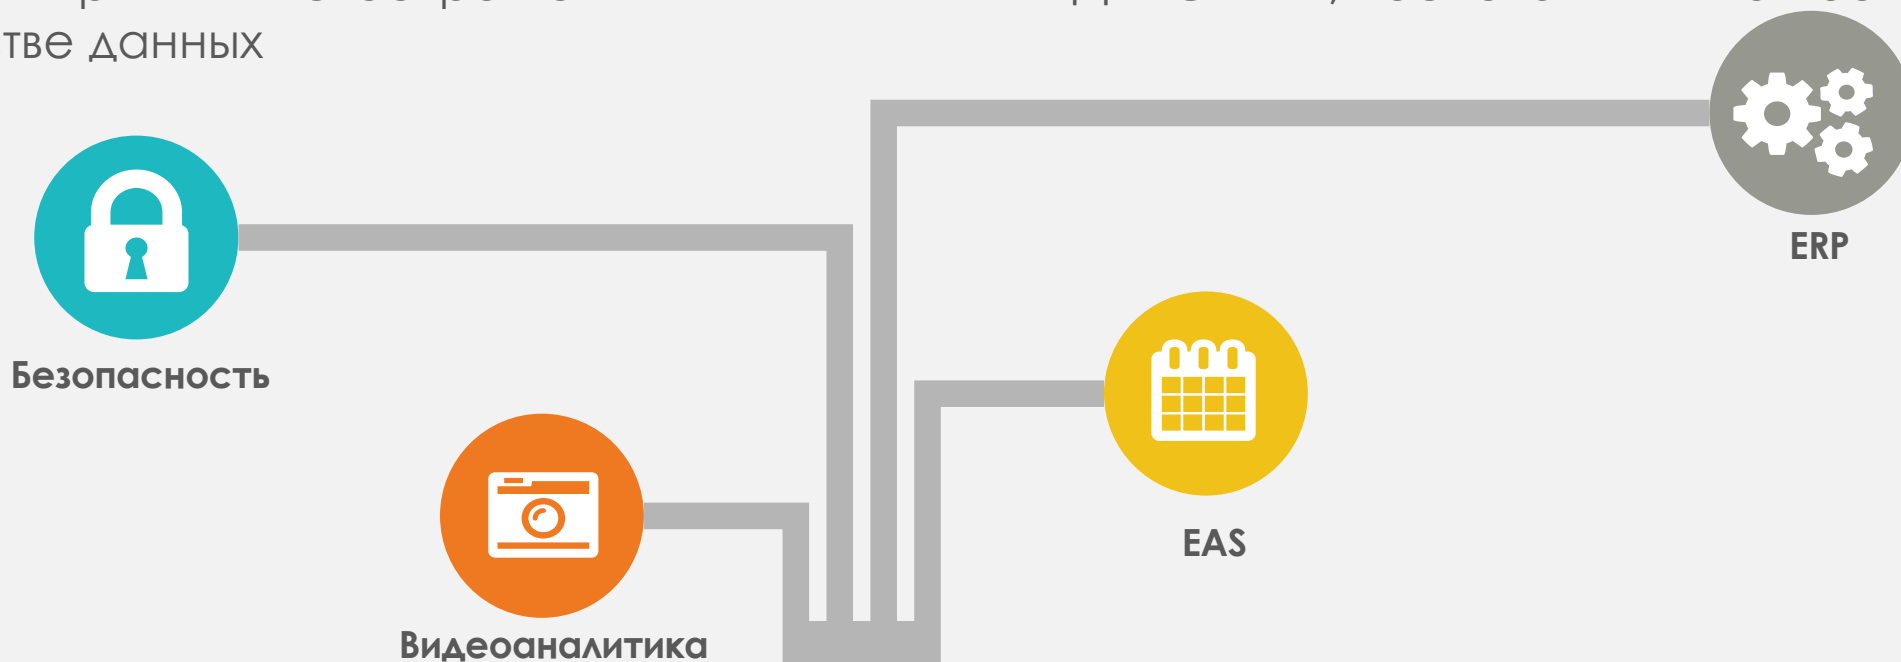 тве данных
ERP
Безопасность
EAS
Видеоаналитика